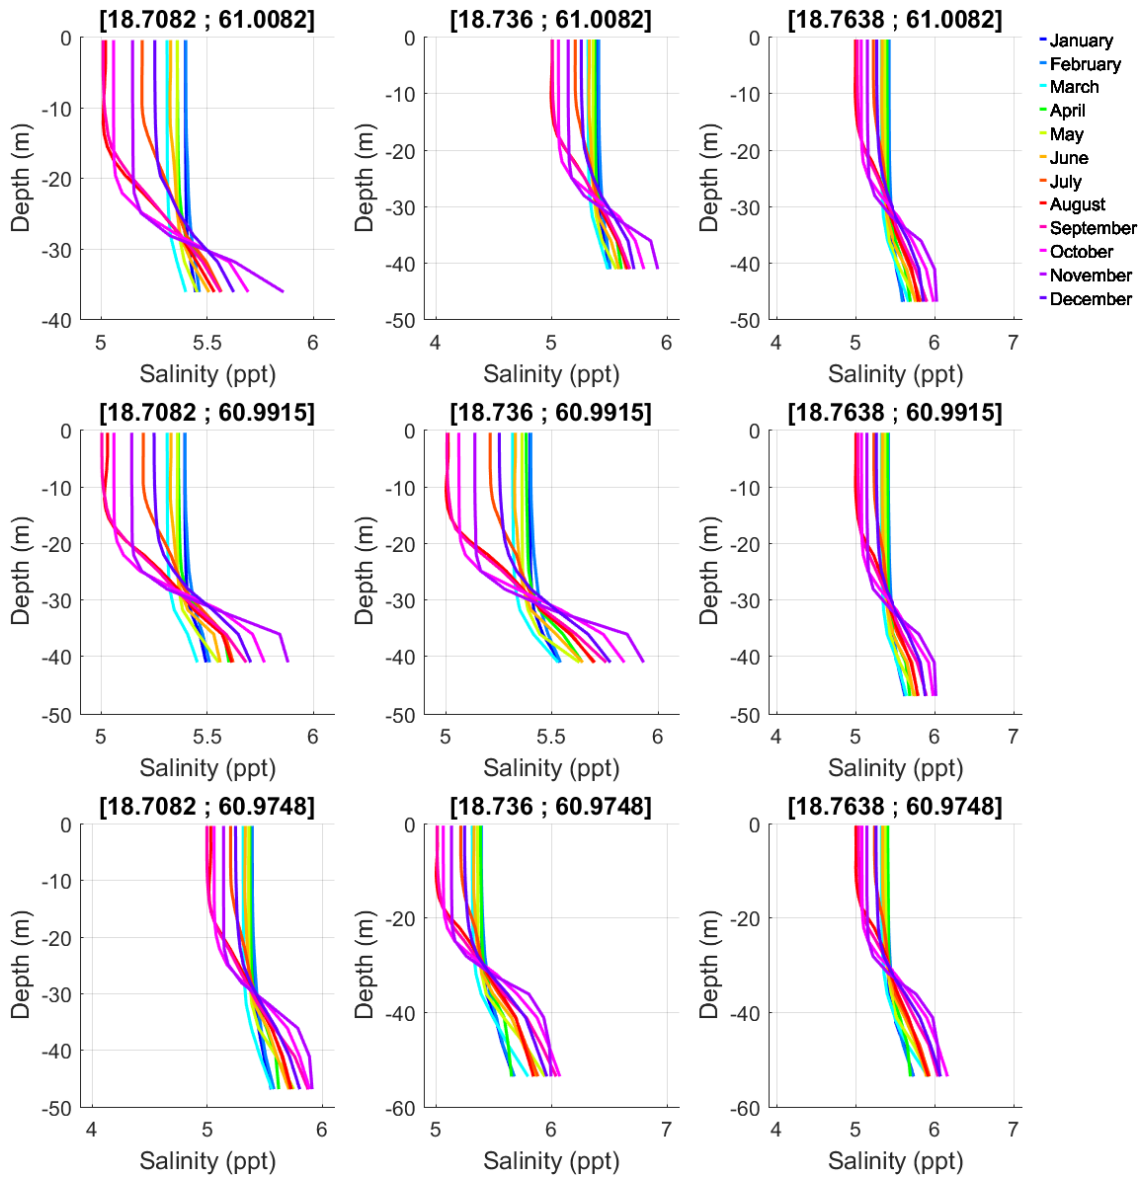 [18.7082 ; 61.0082]
0
-10
-20
-30
-40
5
5.5
6
Depth (m)
Salinity (ppt)
[18.736 ; 61.0082]
0
-10
-20
-30
-40
-50
4
5
6
Depth (m)
Salinity (ppt)
[18.7638 ; 61.0082]
0
-10
-20
-30
-40
-50
4
5
6
7
Depth (m)
Salinity (ppt)
January
February
March
April
May
June
July
August
September
October
November
December
[18.7082 ; 60.9915]
0
-10
-20
-30
-40
-50
5
5.5
6
Depth (m)
Salinity (ppt)
[18.736 ; 60.9915]
0
-10
-20
-30
-40
-50
5
5.5
6
Depth (m)
Salinity (ppt)
[18.7638 ; 60.9915]
0
-10
-20
-30
-40
-50
4
5
6
7
Depth (m)
Salinity (ppt)
[18.7082 ; 60.9748]
0
-10
-20
-30
-40
-50
4
5
6
Depth (m)
Salinity (ppt)
[18.736 ; 60.9748]
0
-20
-40
-60
5
6
7
Depth (m)
Salinity (ppt)
[18.7638 ; 60.9748]
0
-20
-40
-60
4
5
6
7
Depth (m)
Salinity (ppt)